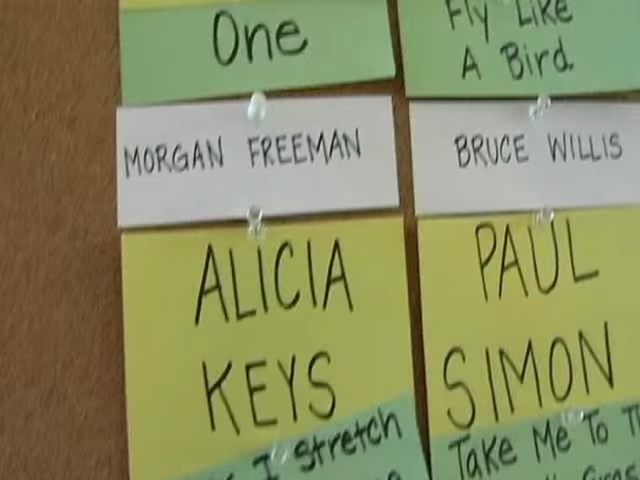 One
MORGAN FREEMAN
ALICIA
KEYS
I Stretch
Fly Like
A Bird
BRUCE WILLIS
PAUL
SIMON
Take Me To